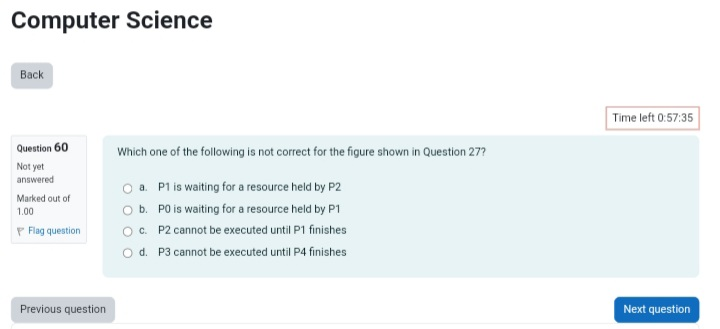 Computer Science
Back
Time left 0:57:35
Question 60
Not yet
answered
Marked out of
1.00
Flag question
Which one of the following is not correct for the figure shown in Question 27?
a. P1 is waiting for a resource held by P2
b. P0 is waiting for a resource held by P1
c. P2 cannot be executed until P1 finishes
d. P3 cannot be executed until P4 finishes
Previous question
Next question